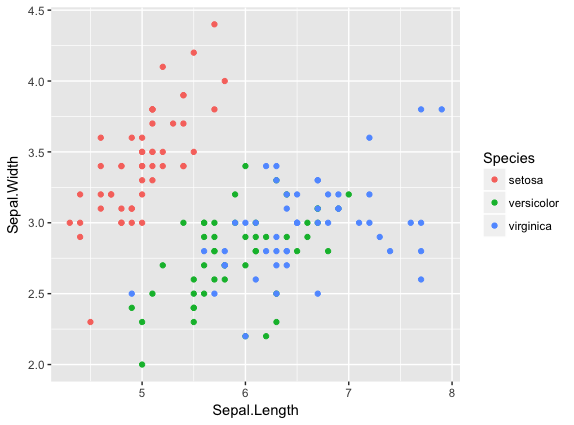 4.5
4.0
3.5
3.0
2.5
2.0
Sepal.Width
5 6 7 8
Sepal.Length
Species
setosa
versicolor
virginica